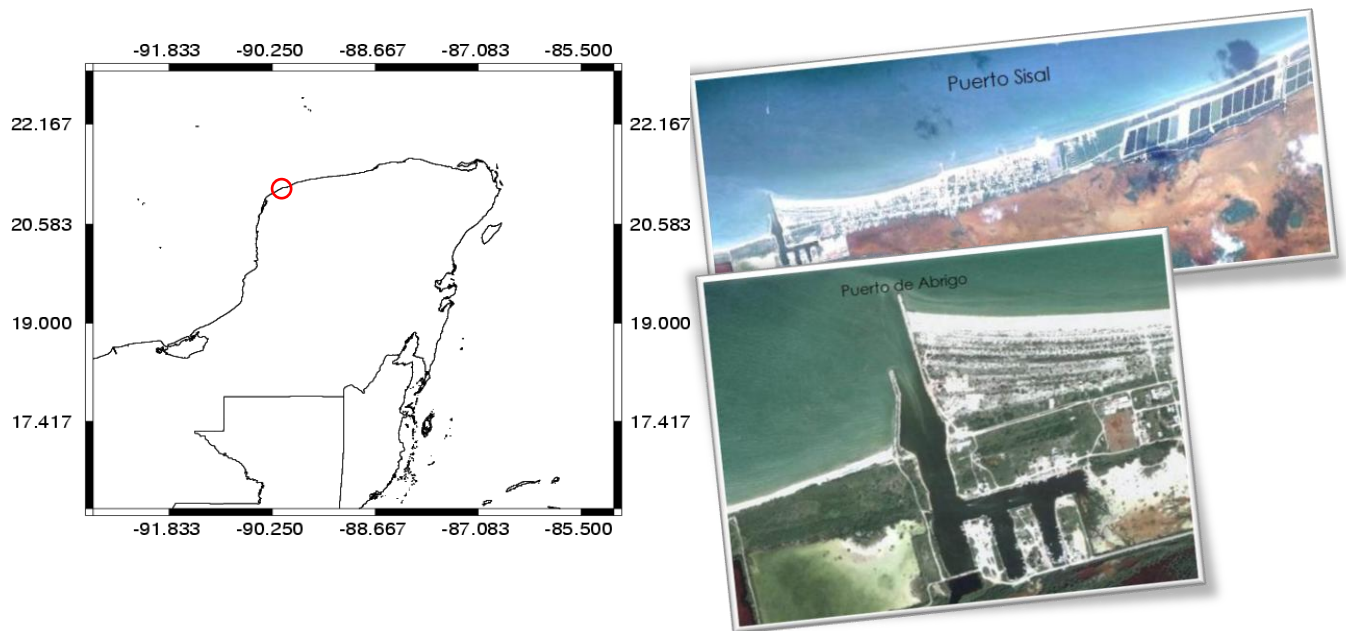 -91.833 -90.250 -88.667 -87.083 -85.500
22.167 22.167
20.583 20.583
19.000 19.000
17.417 17.417
-91.833 -90.250 -88.667 -87.083 -85.500
Puerto Sisal
Puerto de Abrigo